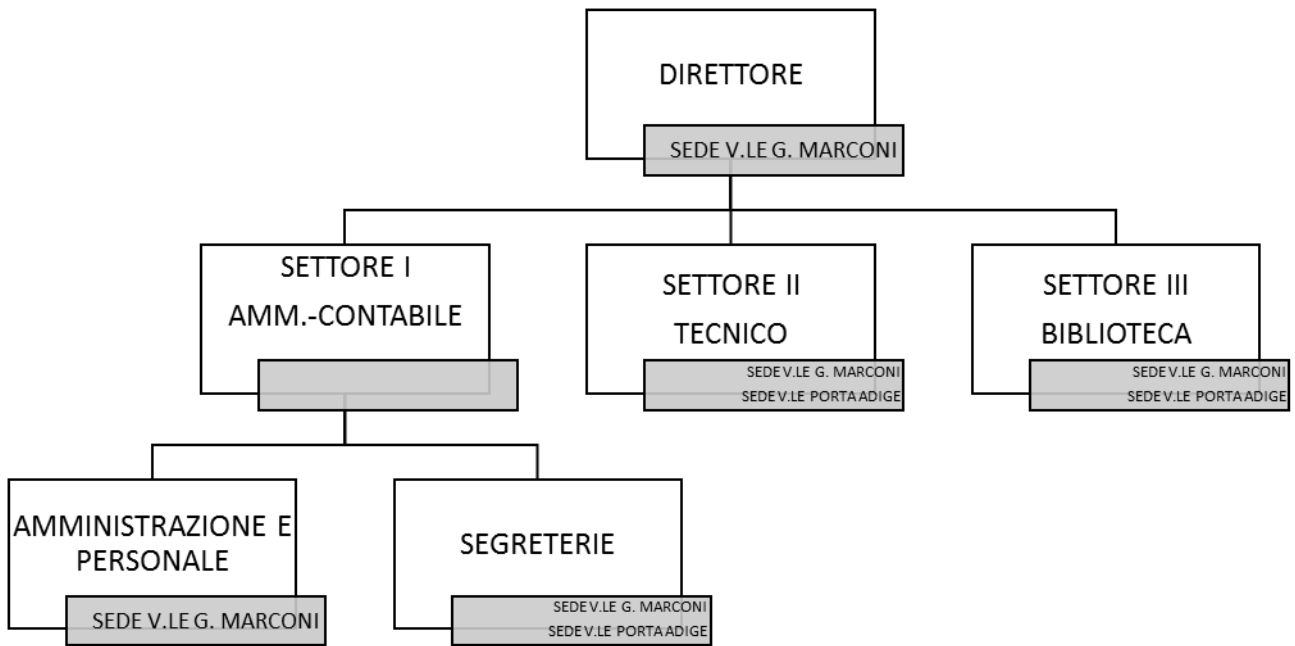 DIRETTORE
SEDE V.LE G. MARCONI
SETTORE I
AMM.-CONTABILE
SETTORE II
TECNICO
SEDE V.LE G. MARCONI
SEDE V.LE PORTA ADIGE
SETTORE III
BIBLIOTECA
SEDE V.LE G. MARCONI
SEDE V.LE PORTA ADIGE
AMMINISTRAZIONE E
PERSONALE
SEDE V.LE G. MARCONI
SEGRETERIE
SEDE V.LE G. MARCONI
SEDE V.LE PORTA ADIGE